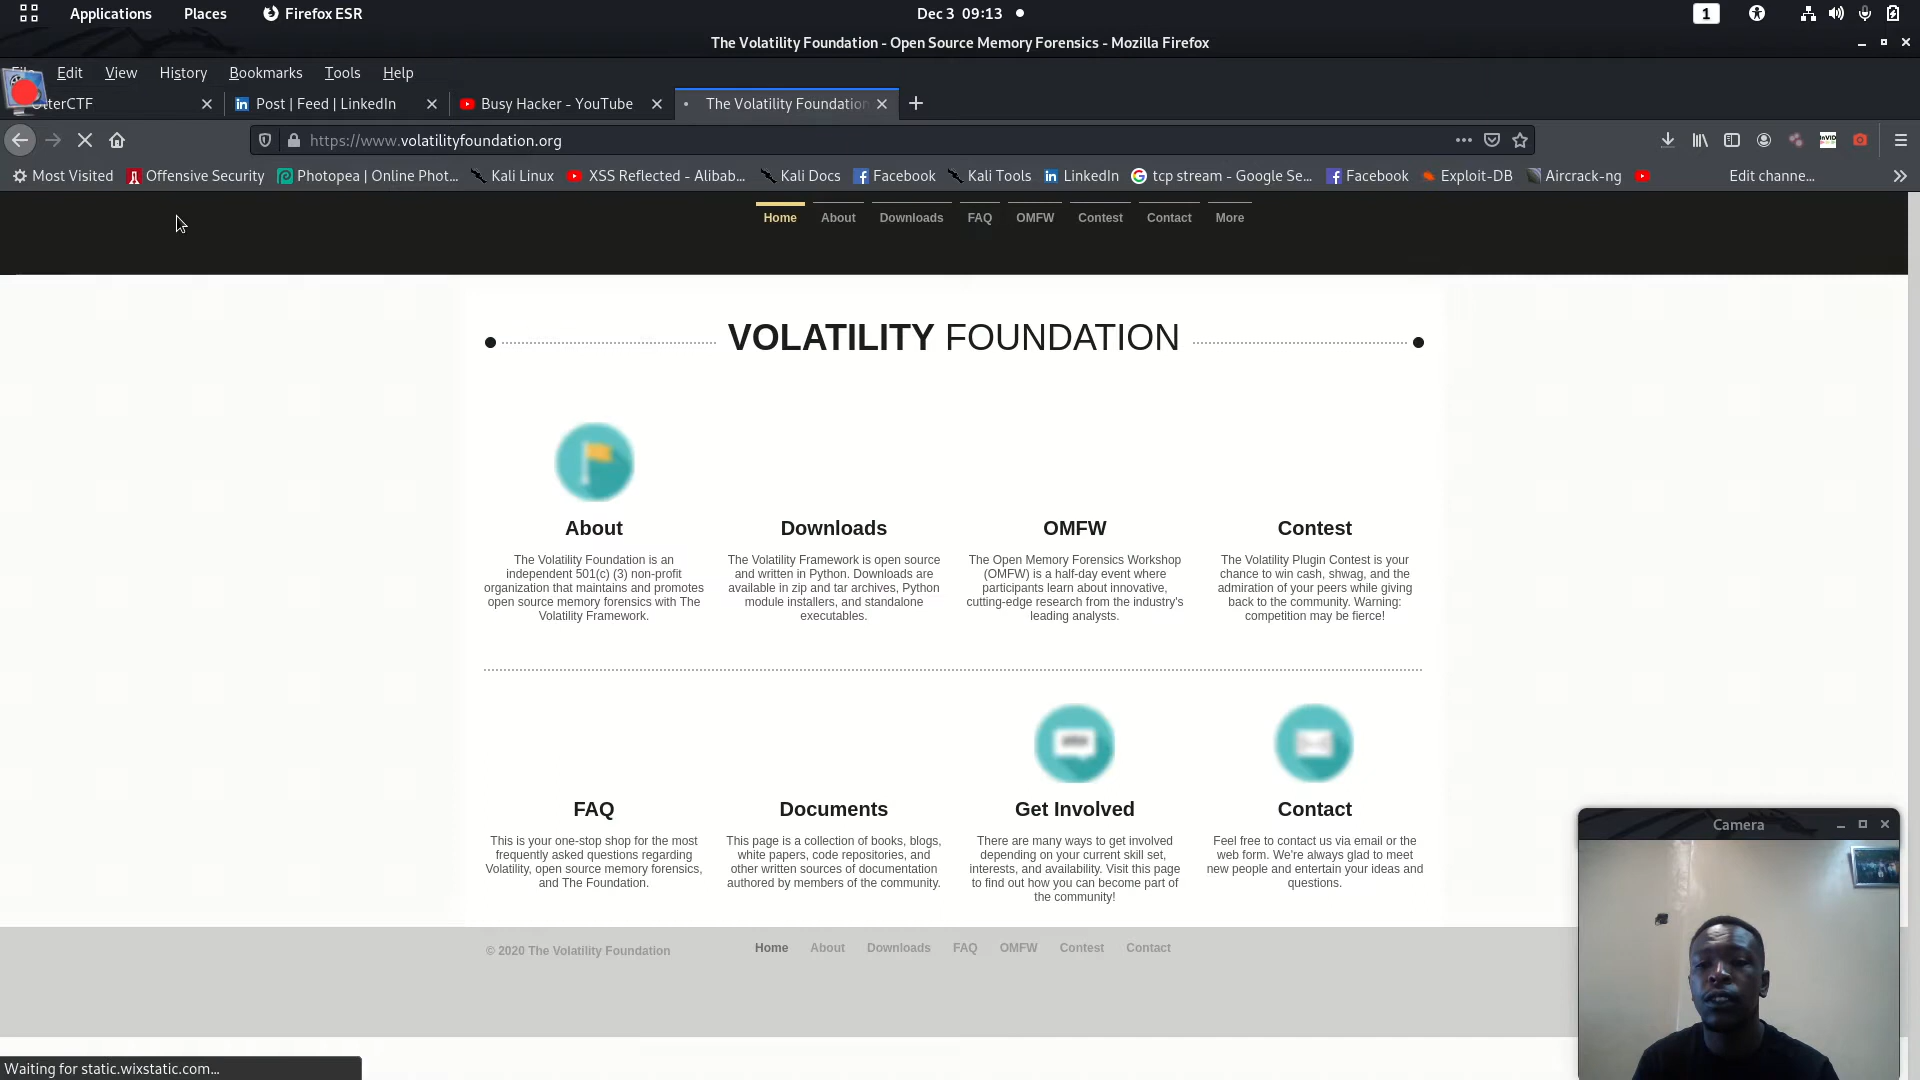 Applications Places Firefox ESR Dec 3 09:13 1
The Volatility Foundation - Open Source Memory Forensics - Mozilla Firefox
Edit View History Bookmarks Tools Help
Post | Feed | LinkedIn Busy Hacker - YouTube The Volatility Foundation
https://www.volatilityfoundation.org
Most Visited Offensive Security Photopea | Online Phot... Kali Linux XSS Reflected - Alibab... Kali Docs Facebook Kali Tools LinkedIn tcp stream - Google Se... Facebook Exploit-DB Aircrack-ng Edit channe...
Home About Downloads FAQ OMFW Contest Contact More
VOLATILITY FOUNDATION
About
The Volatility Foundation is an
independent 501(c) (3) non-profit
organization that maintains and promotes
open source memory forensics with The
Volatility Framework.
Downloads
The Volatility Framework is open source
and written in Python. Downloads are
available in zip and tar archives, Python
module installers, and standalone
executables.
OMFW
The Open Memory Forensics Workshop
(OMFW) is a half-day event where
participants learn about innovative,
cutting-edge research from the industry's
leading analysts.
Contest
The Volatility Plugin Contest is your
chance to win cash, shwag, and the
admiration of your peers while giving
back to the community. Warning:
competition may be fierce!
FAQ
This is your one-stop shop for the most
frequently asked questions regarding
Volatility, open source memory forensics,
and The Foundation.
Documents
This page is a collection of books, blogs,
white papers, code repositories, and
other written sources of documentation
authored by members of the community.
Get Involved
There are many ways to get involved
depending on your current skill set,
interests, and availability. Visit this page
to find out how you can become part of
the community!
Contact
Feel free to contact us via email or the
web form. We're always glad to meet
new people and entertain your ideas and
questions.
Camera
© 2020 The Volatility Foundation Home About Downloads FAQ OMFW Contest Contact
Waiting for static.wixstatic.com...